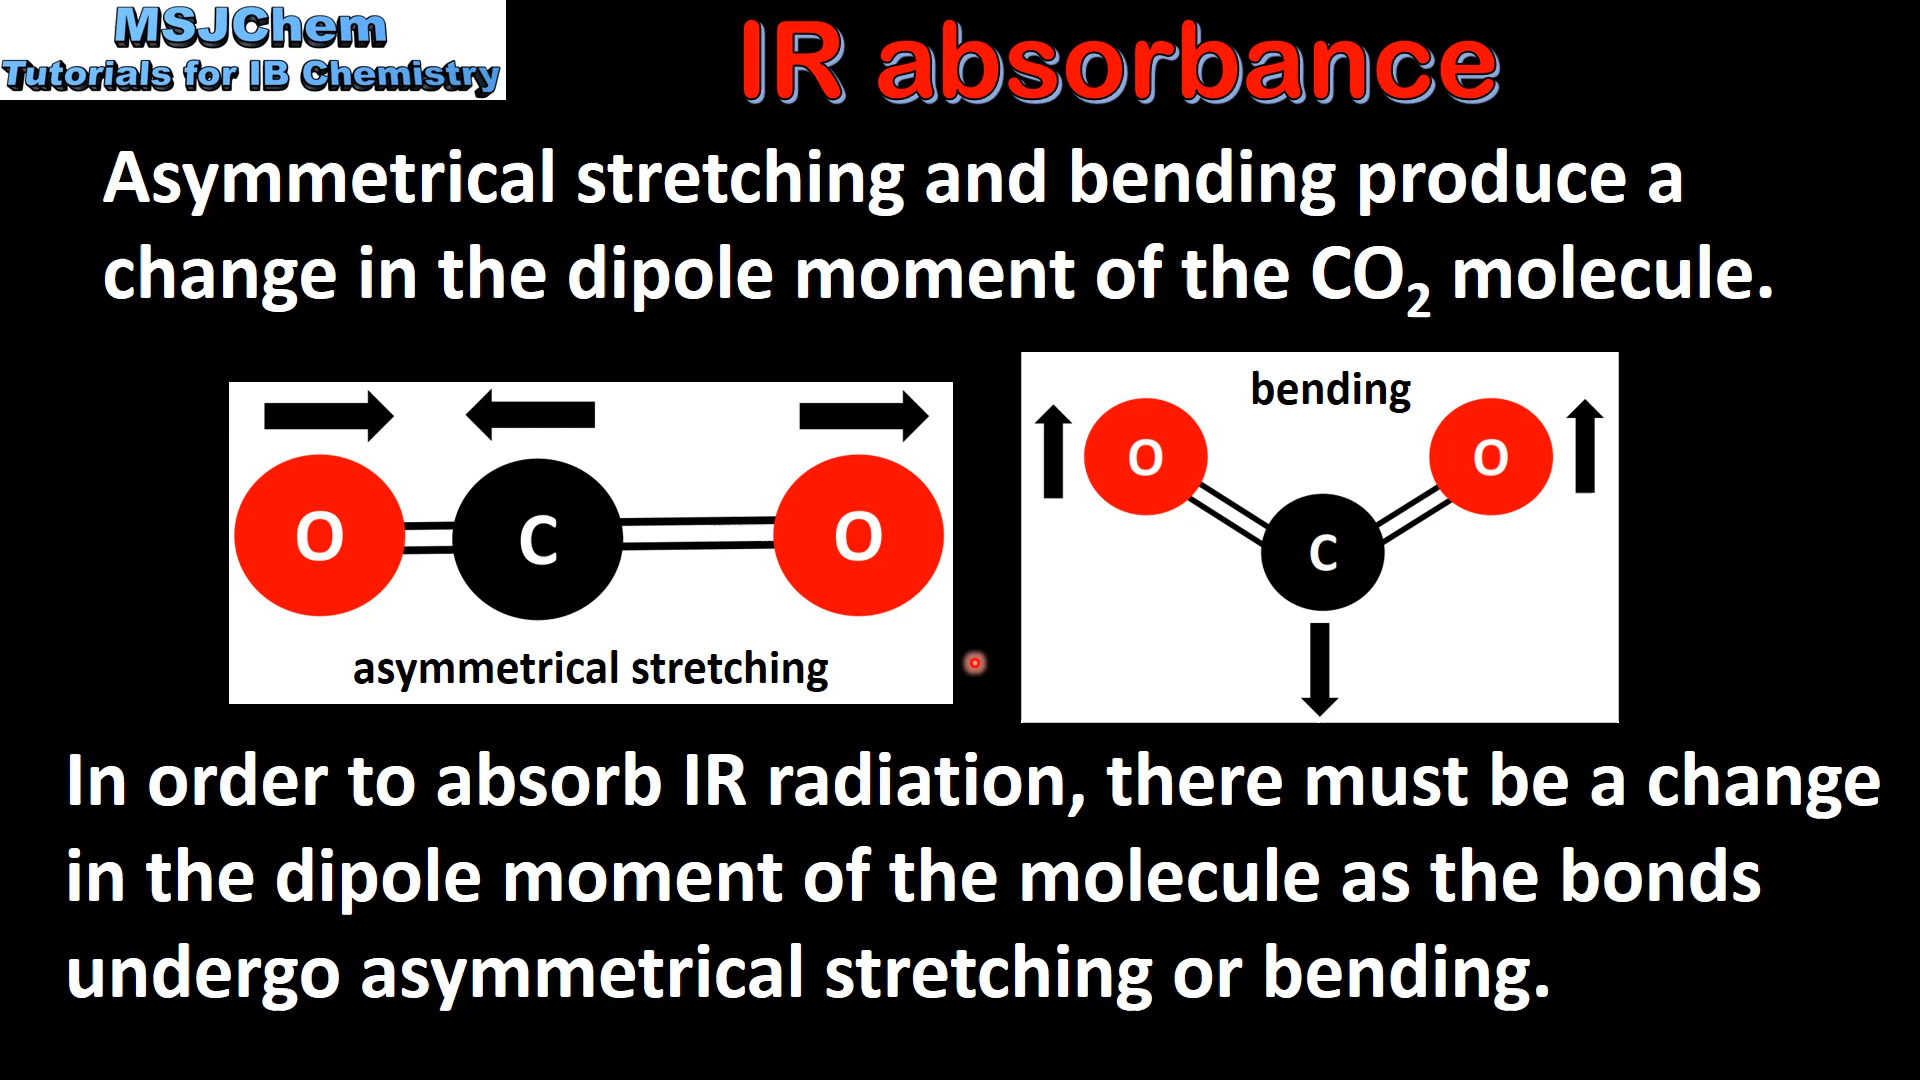 MSJChem
Tutorials for IB Chemistry
IR absorbance
Asymmetrical stretching and bending produce a
change in the dipole moment of the CO₂ molecule.
O C O
asymmetrical stretching
bending
O O
C
In order to absorb IR radiation, there must be a change
in the dipole moment of the molecule as the bonds
undergo asymmetrical stretching or bending.